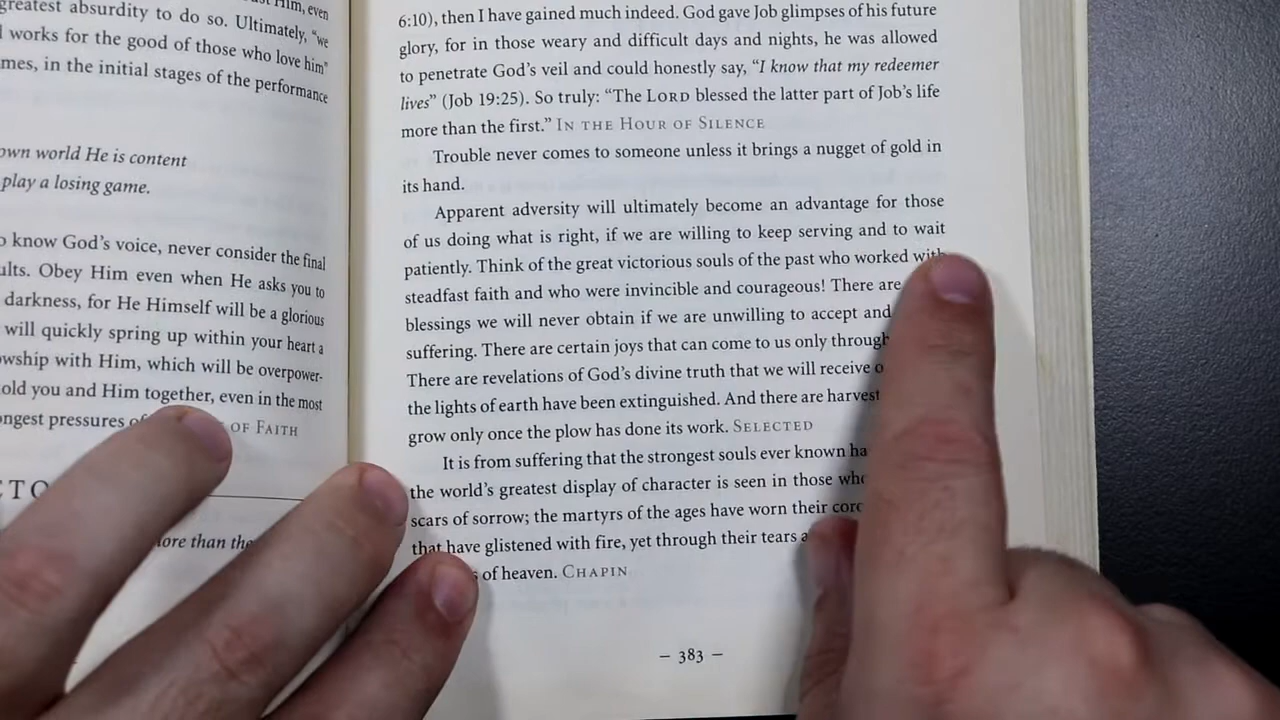 greatest absurdity to do so. Ultimately, “we
works for the good of those who love him”
mes, in the initial stages of the performance
own world He is content
play a losing game.
know God’s voice, never consider the final
ults. Obey Him even when He asks you to
darkness, for He Himself will be a glorious
will quickly spring up within your heart a
owship with Him, which will be overpower-
old you and Him together, even in the most
ongest pressures of FAITH
CTO
more than the
6:10), then I have gained much indeed. God gave Job glimpses of his future
glory, for in those weary and difficult days and nights, he was allowed
to penetrate God’s veil and could honestly say, “I know that my redeemer
lives” (Job 19:25). So truly: “The LORD blessed the latter part of Job’s life
more than the first.” IN THE HOUR OF SILENCE
Trouble never comes to someone unless it brings a nugget of gold in
its hand.
Apparent adversity will ultimately become an advantage for those
of us doing what is right, if we are willing to keep serving and to wait
patiently. Think of the great victorious souls of the past who worked with
steadfast faith and who were invincible and courageous! There are
blessings we will never obtain if we are unwilling to accept and
suffering. There are certain joys that can come to us only through
There are revelations of God’s divine truth that we will receive
the lights of earth have been extinguished. And there are harvest
grow only once the plow has done its work. SELECTED
It is from suffering that the strongest souls ever known ha
the world’s greatest display of character is seen in those who
scars of sorrow; the martyrs of the ages have worn their coro
that have glistened with fire, yet through their tears
of heaven. CHAPIN
– 383 –